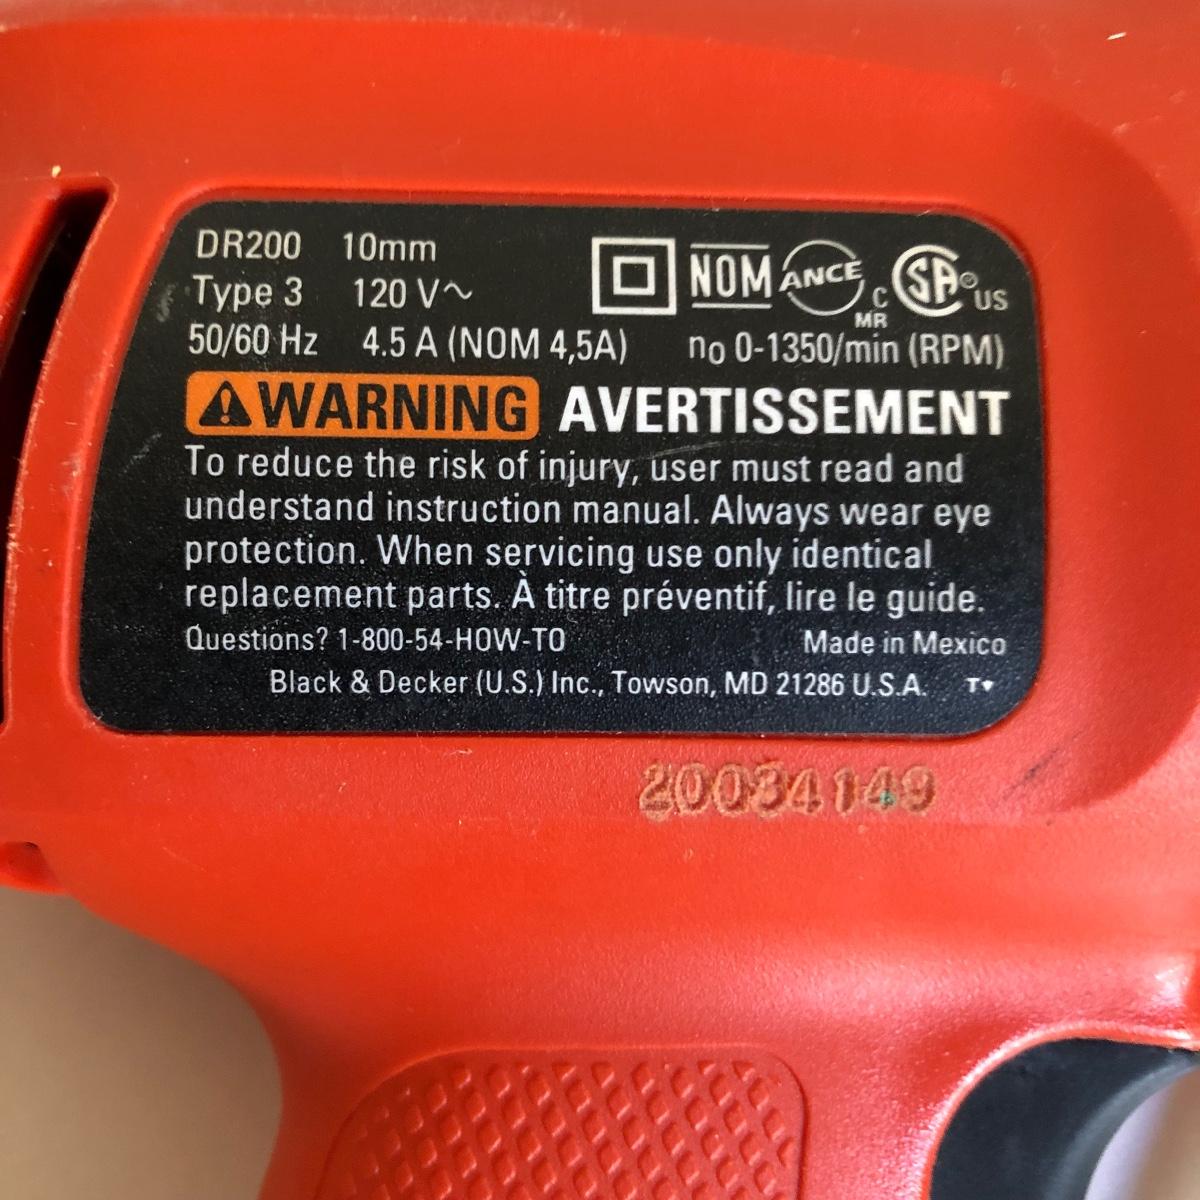 DR200 10mm
Type 3 120 V~ NOM ANCE C SA ® US
MR
50/60 Hz 4.5 A (NOM 4,5A) no 0-1350/min (RPM)
WARNING AVERTISSEMENT
To reduce the risk of injury, user must read and
understand instruction manual. Always wear eye
protection. When servicing use only identical
replacement parts. À titre préventif, lire le guide.
Questions? 1-800-54-HOW-TO Made in Mexico
Black & Decker (U.S.) Inc., Towson, MD 21286 U.S.A. T♥
20034149